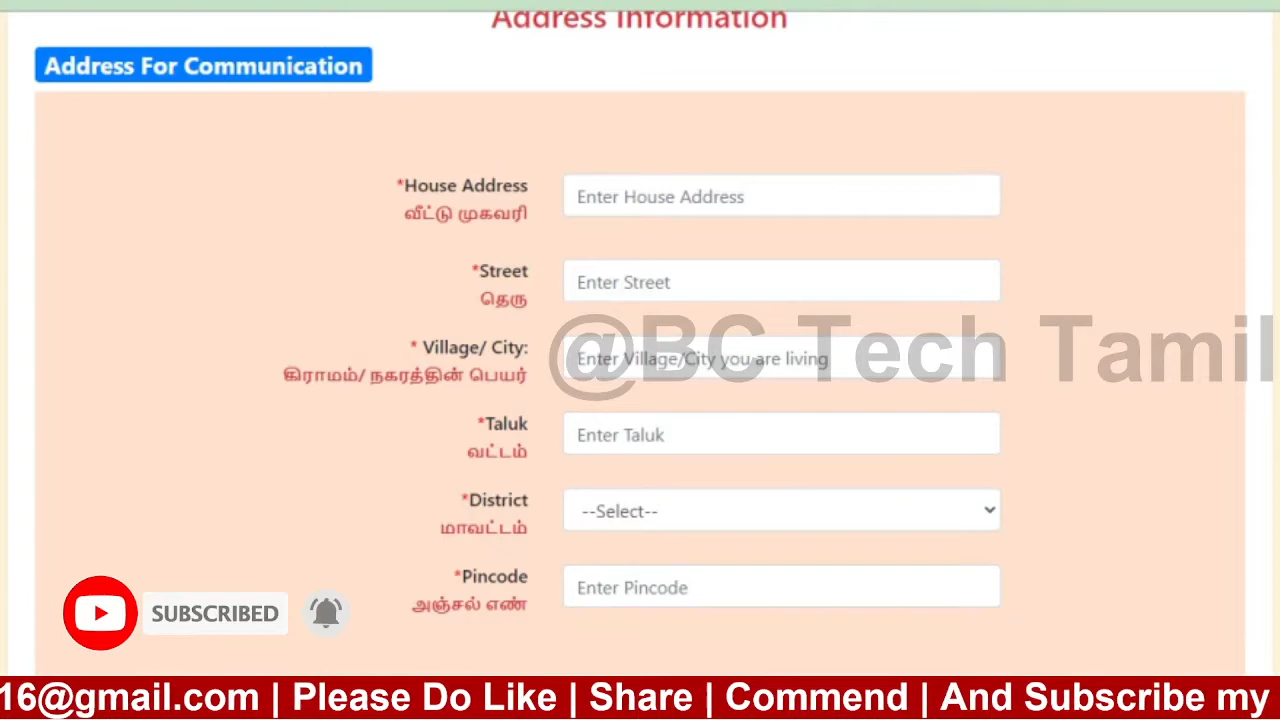 Address Information
Address For Communication
*House Address
வீட்டு முகவரி
Enter House Address
*Street
தெரு
Enter Street
* Village/ City:
கிராமம்/ நகரத்தின் பெயர்
Enter Village/City you are living
@BC Tech Tamil
*Taluk
வட்டம்
Enter Taluk
*District
மாவட்டம்
--Select--
*Pincode
அஞ்சல் எண்
Enter Pincode
SUBSCRIBED
16@gmail.com | Please Do Like | Share | Commend | And Subscribe my